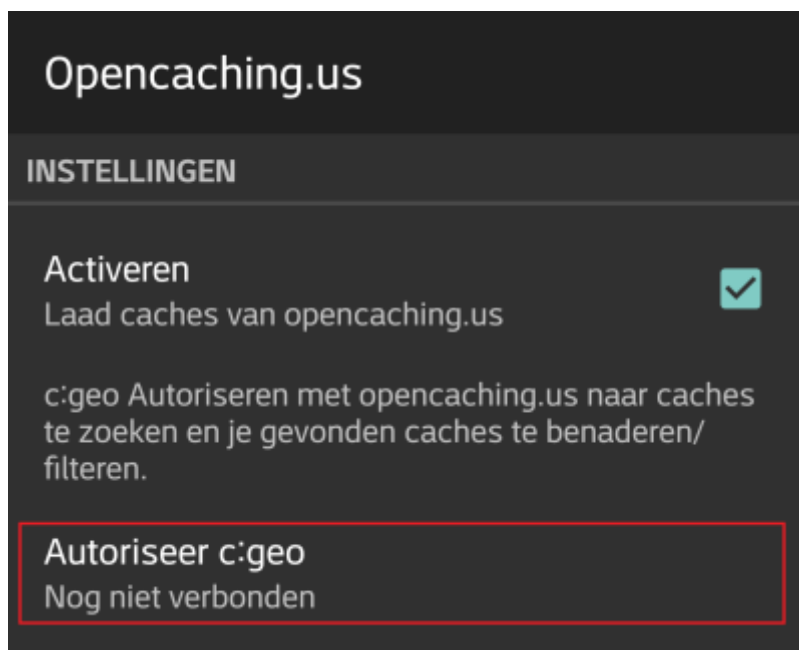 Opencaching.us
INSTELLINGEN
Activeren
Laad caches van opencaching.us
c:geo Autoriseren met opencaching.us naar caches
te zoeken en je gevonden caches te benaderen/
filteren.
Autoriseer c:geo
Nog niet verbonden